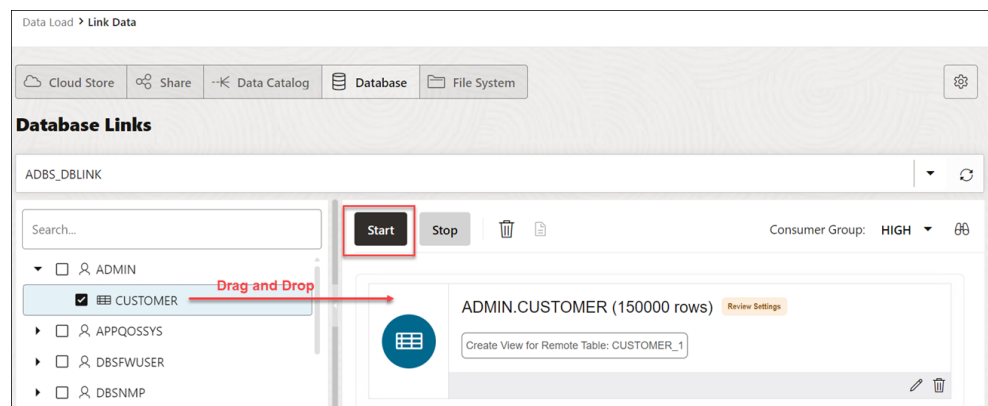 Data Load > Link Data
Cloud Store Share Data Catalog Database File System
Database Links
ADBS_DBLINK
Search...
Start Stop Consumer Group: HIGH
ADMIN
Drag and Drop
CUSTOMER
ADMIN.CUSTOMER (150000 rows) Review Settings
APPQOSSYS
Create View for Remote Table: CUSTOMER_1
DBSFWUSER
DBSNMP